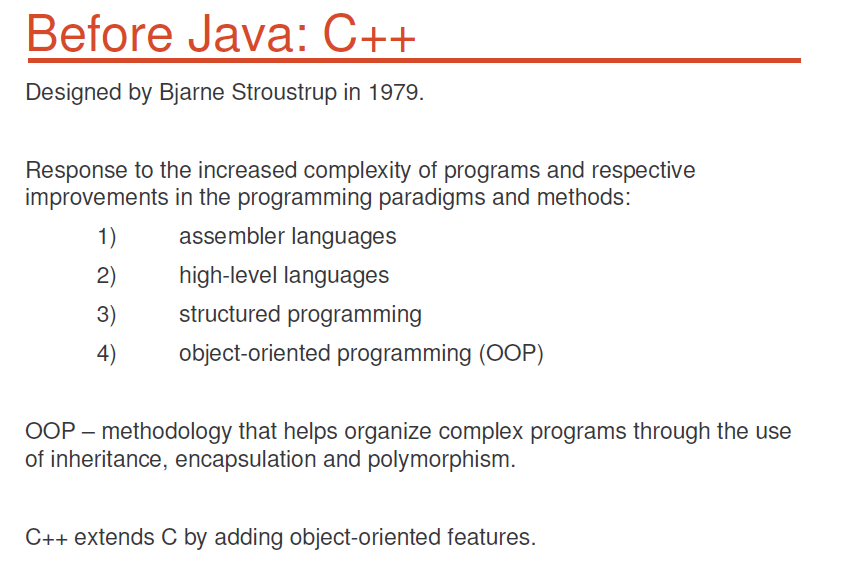 Before Java: C++
Designed by Bjarne Stroustrup in 1979.
Response to the increased complexity of programs and respective
improvements in the programming paradigms and methods:
1) assembler languages
2) high-level languages
3) structured programming
4) object-oriented programming (OOP)
OOP – methodology that helps organize complex programs through the use
of inheritance, encapsulation and polymorphism.
C++ extends C by adding object-oriented features.